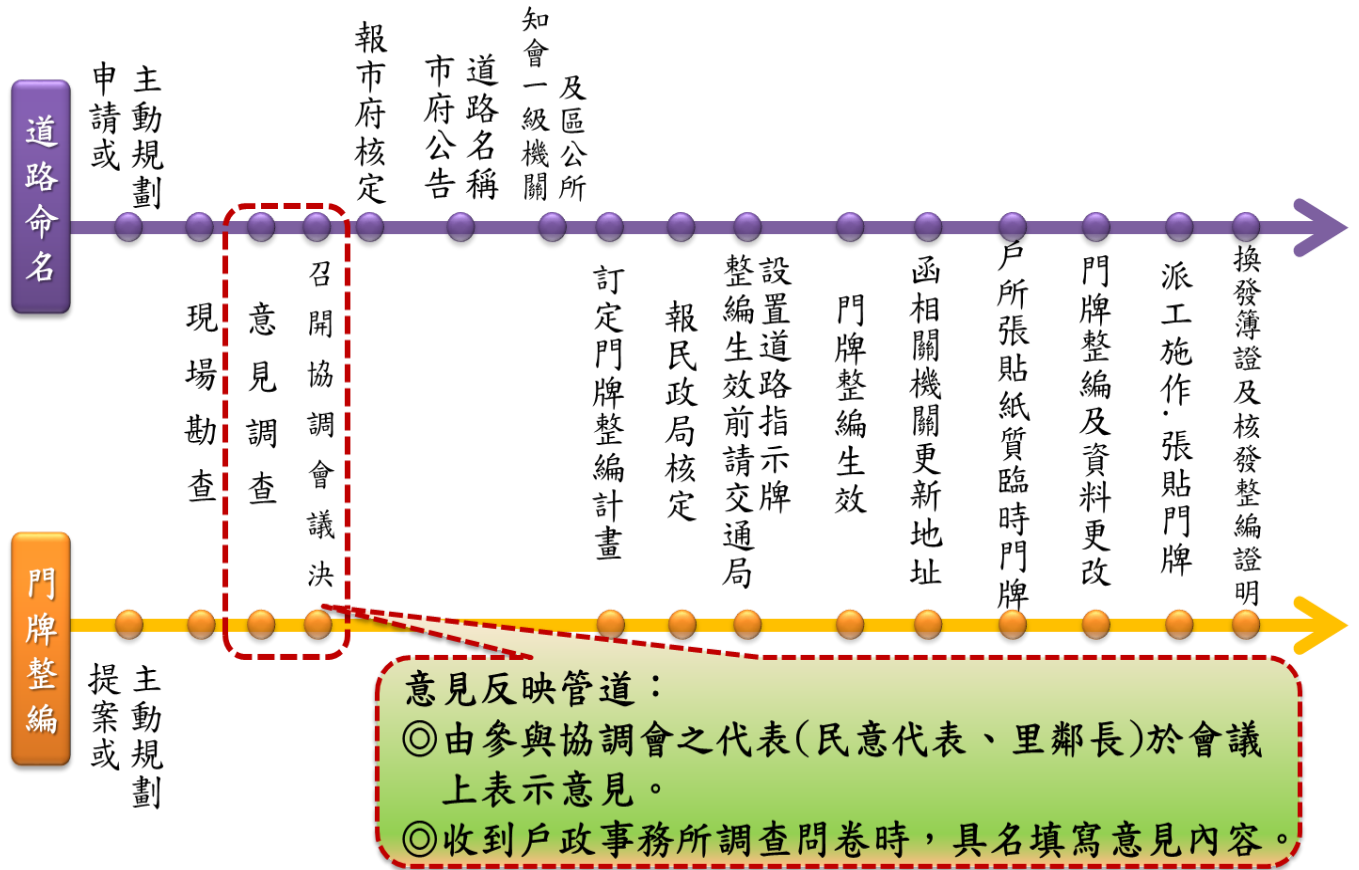 道路命名
申請或
主動規劃
現場勘查
意見調查
召開協調會議決
報市府核定
市府公告
道路名稱
知會一級機關
及區公所
訂定門牌整編計畫
報民政局核定
整編生效前請交通局
設置道路指示牌
門牌整編生效
函相關機關更新地址
戶所張貼紙質臨時門牌
門牌整編及資料更改
派工施作．張貼門牌
換發簿證及核發整編證明
門牌整編
提案或
主動規劃
意見反映管道：
◎由參與協調會之代表(民意代表、里鄰長)於會議
上表示意見。
◎收到戶政事務所調查問卷時，具名填寫意見內容。